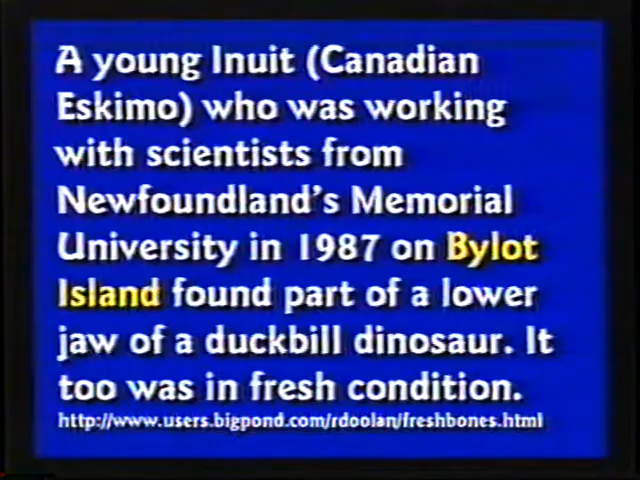 A young Inuit (Canadian
Eskimo) who was working
with scientists from
Newfoundland's Memorial
University in 1987 on Bylot
Island found part of a lower
jaw of a duckbill dinosaur. It
too was in fresh condition.
http://www.users.bigpond.com/rdoolan/freshbones.html